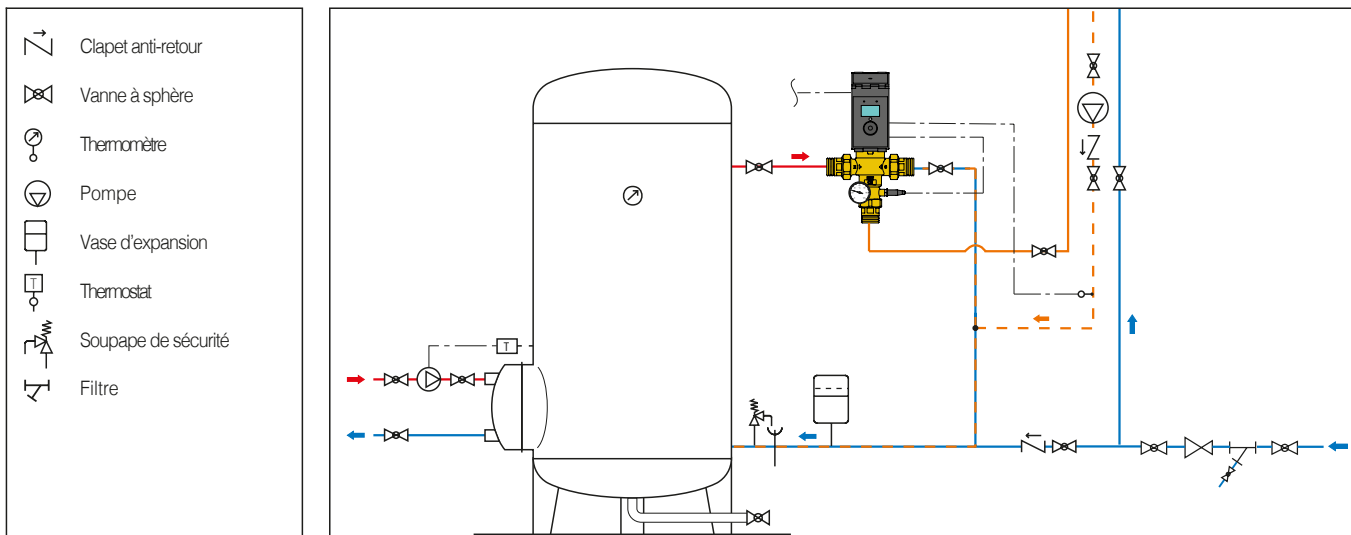 Clapet anti-retour
Vanne à sphère
Thermomètre
Pompe
Vase d'expansion
T
Thermostat
Soupape de sécurité
Filtre
T